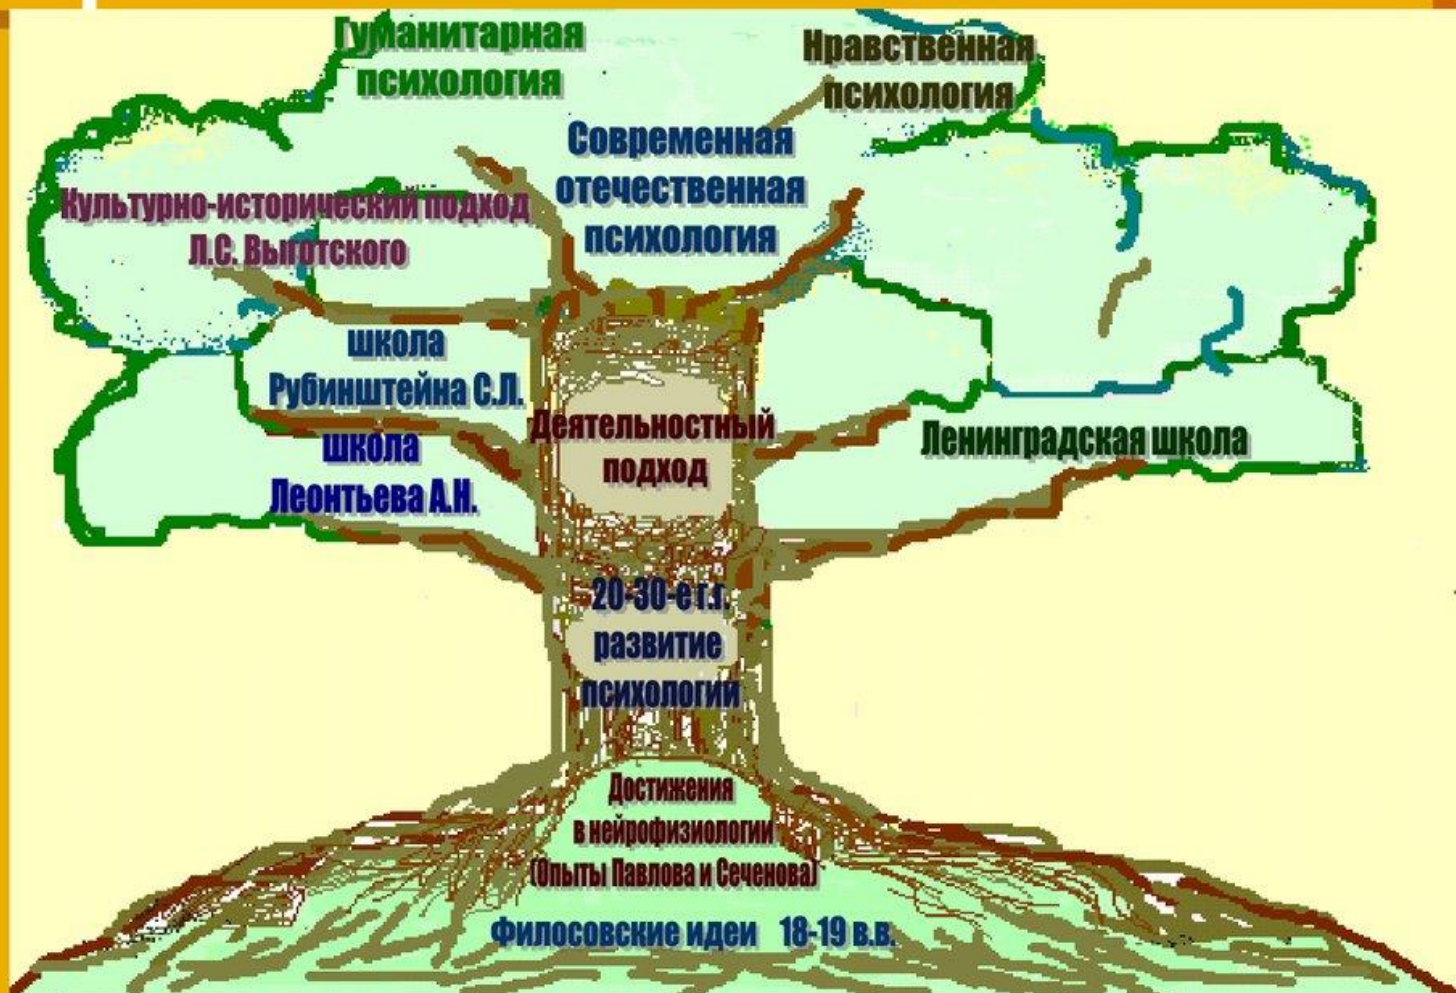 Гуманитарная
психология
Нравственная
психология
Современная
отечественная
психология
Культурно-исторический подход
Л.С. Выготского
школа
Рубинштейна С.Л.
школа
Леонтьева А.Н.
Деятельностный
подход
Ленинградская школа
20-30-е г.г.
развитие
психологии
Достижения
в нейрофизиологии
(Опыты Павлова и Сеченова)
Филосовские идеи 18-19 в.в.